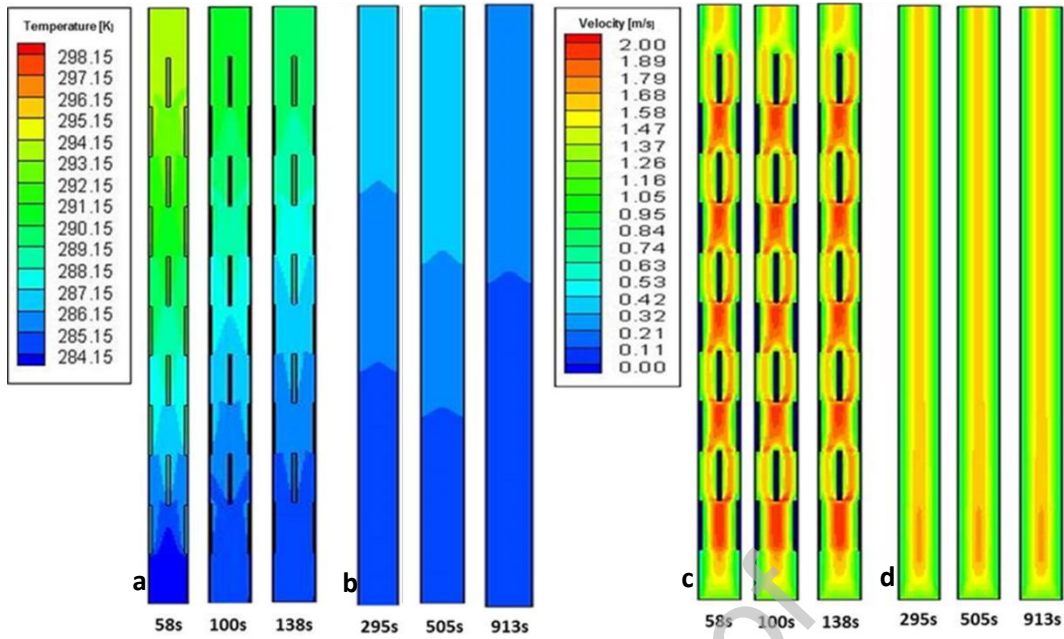 Temperature [K]
298.15
297.15
296.15
295.15
294.15
293.15
292.15
290.15
289.15
288.15
287.15
286.15
285.15
284.15
a
58s
100s
138s
b
295s
505s
913s
Velocity [m/s]
2.00
1.89
1.79
1.68
1.58
1.47
1.37
1.26
1.16
1.05
0.95
0.84
0.74
0.63
0.53
0.42
0.32
0.21
0.11
0.00
c
58s
100s
138s
d
295s
505s
913s
of